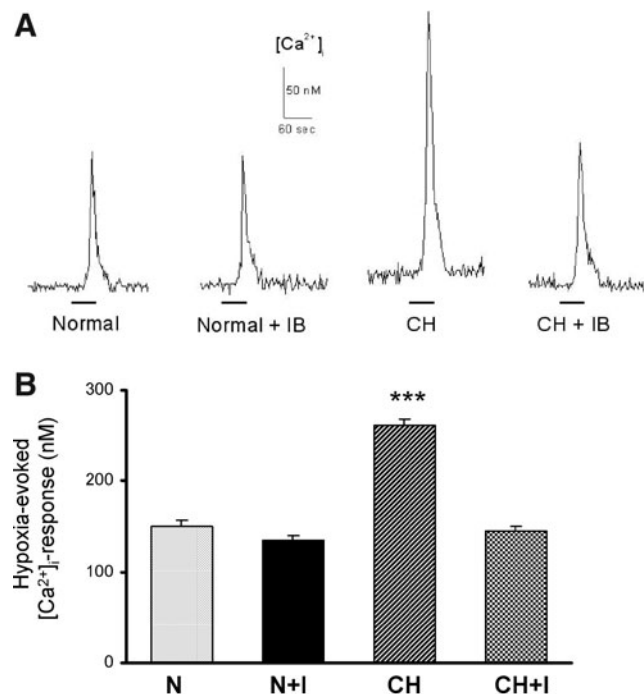 A
[Ca²⁺]ᵢ
50 nM
60 sec
Normal
Normal + IB
CH
CH + IB
B
Hypoxia-evoked
[Ca²⁺]ᵢ-response (nM)
300
200
100
0
***
N
N+I
CH
CH+I